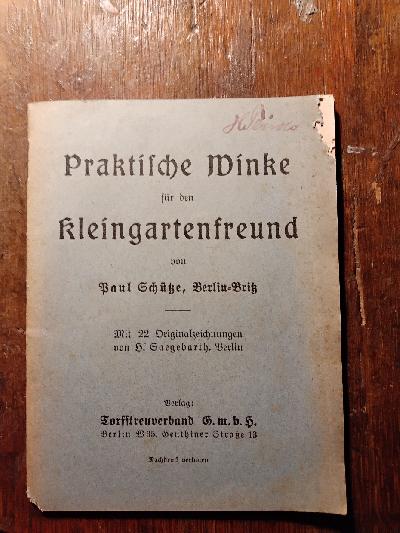 Praktische Winke
für den
Kleingartenfreund
von
Paul Schütze, Berlin-Britz
Mit 22 Originalzeichnungen
von H. Saegebarth, Berlin
Verlag:
Torfstreuverband G. m. b. H.
Berlin W 35, Genthiner Straße 13
Nachdruck verboten